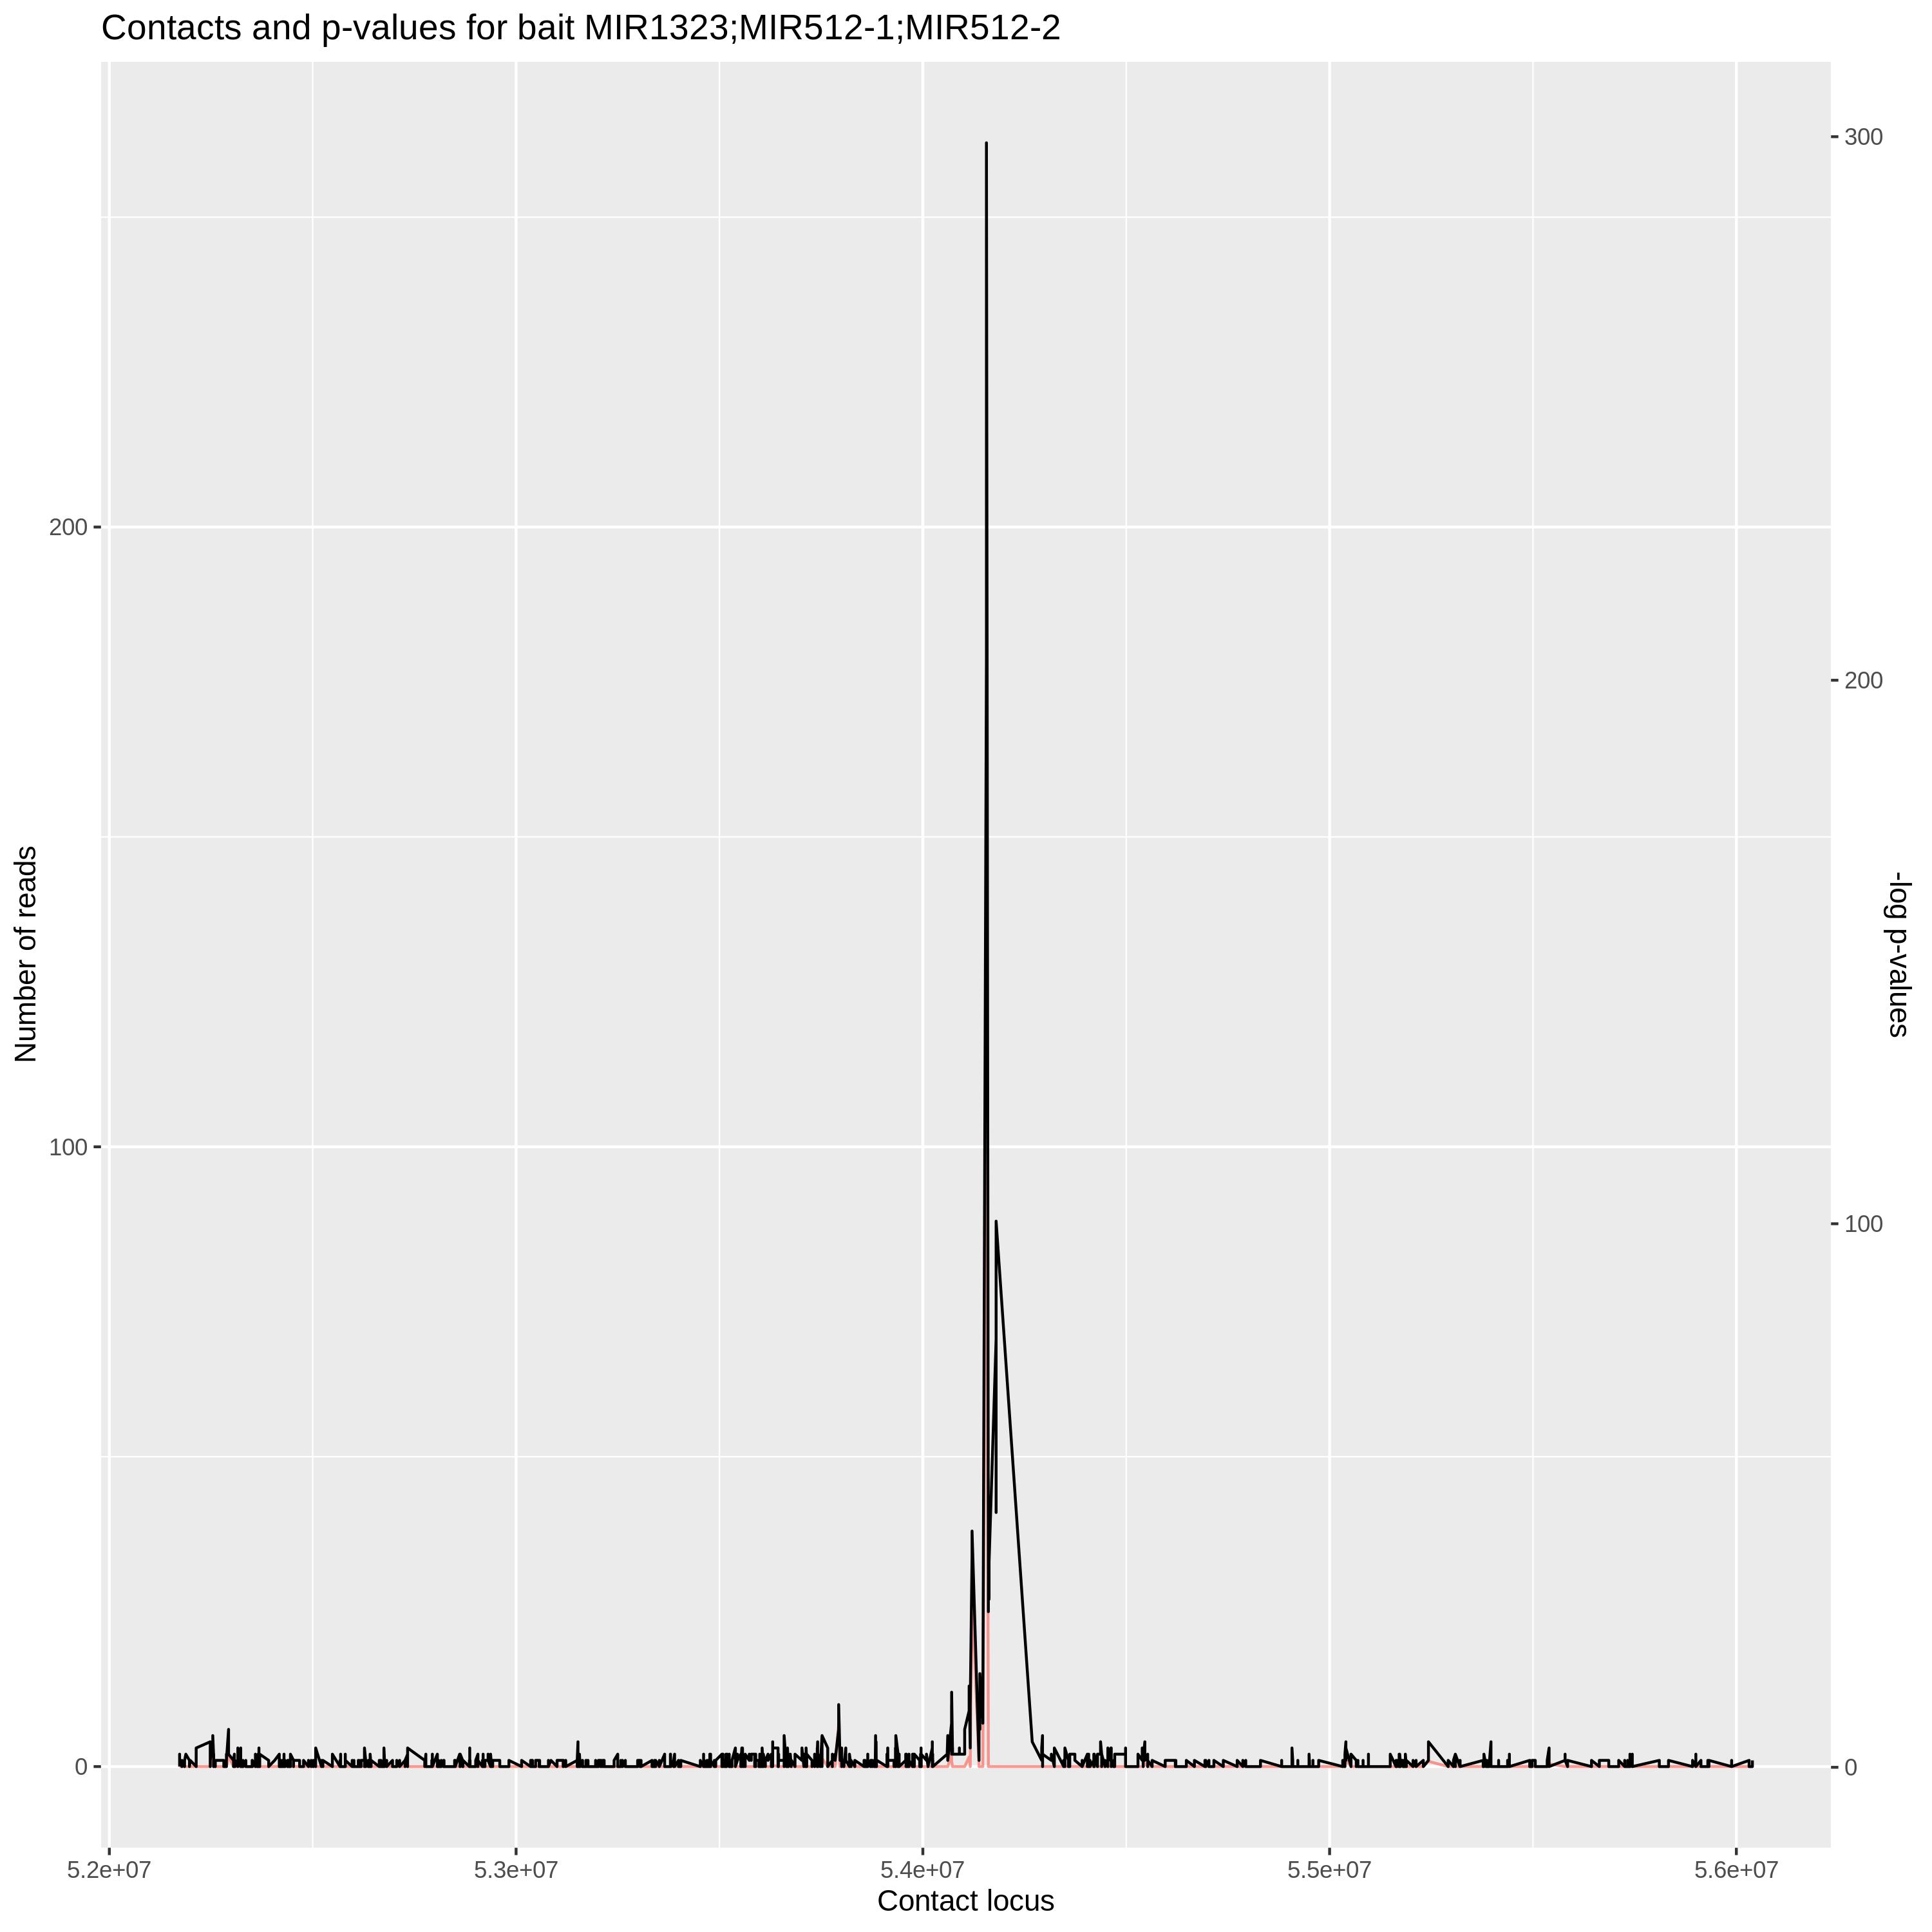 Contacts and p-values for bait MIR1323;MIR512-1;MIR512-2
300
200
200
100
100
0
0
Number of reads
-log p-values
5.2e+07
5.3e+07
5.4e+07
5.5e+07
5.6e+07
Contact locus